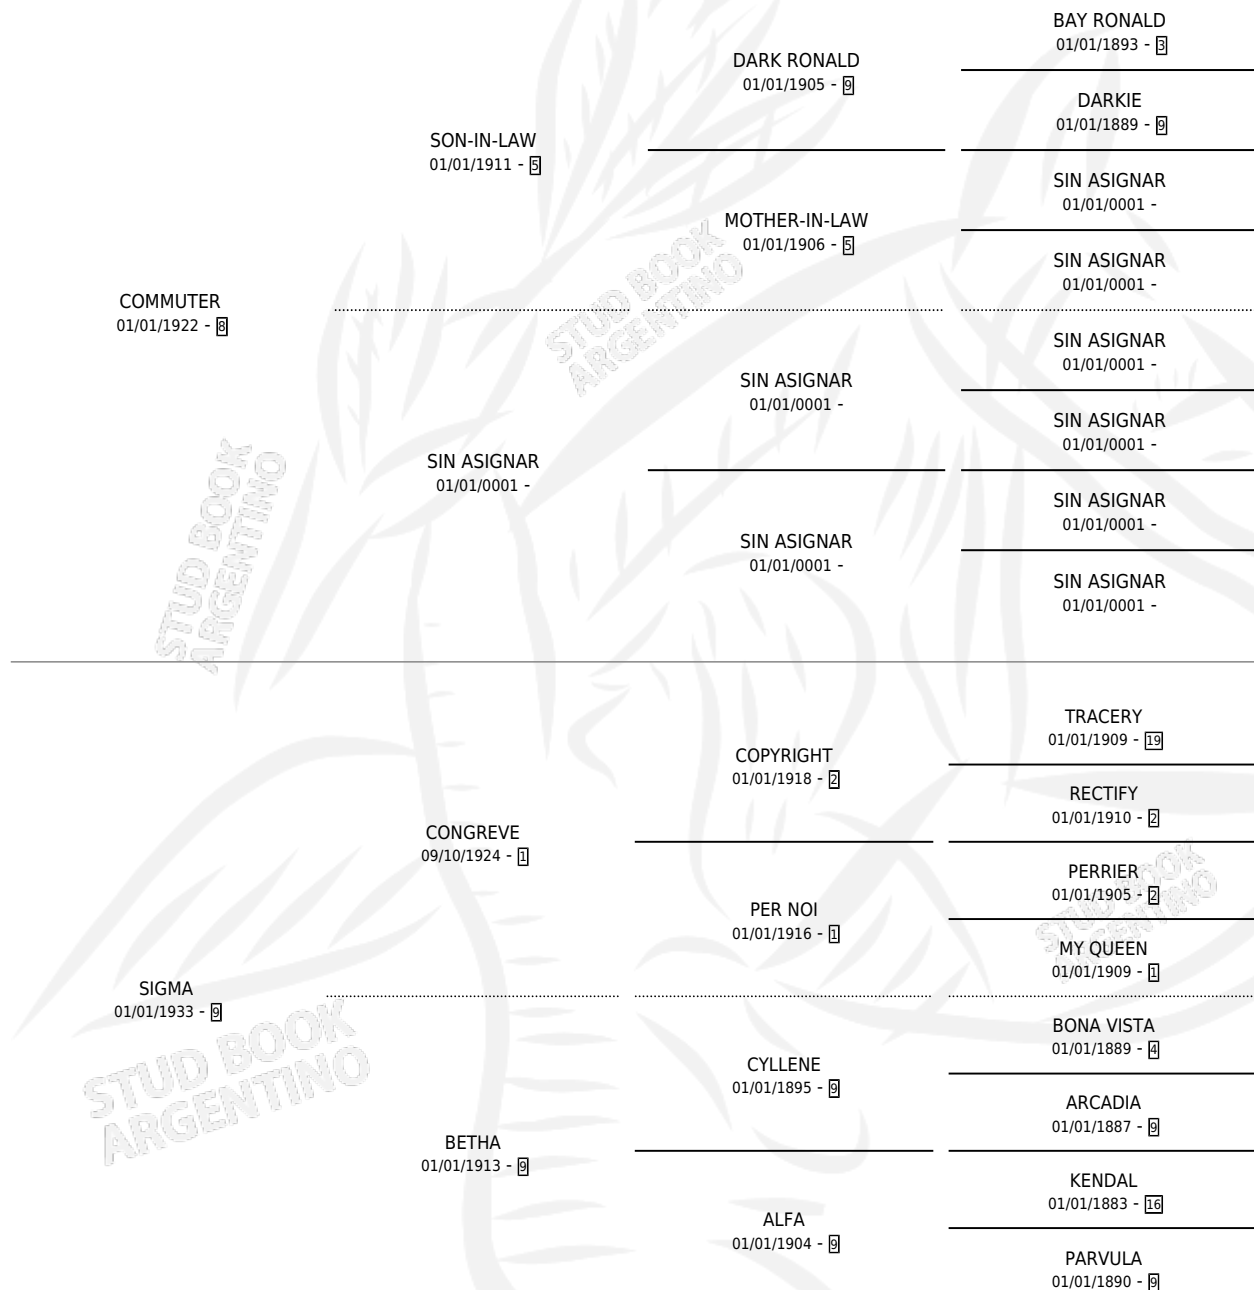 BAY RONALD
01/01/1893 - 3
DARK RONALD
01/01/1905 - 9
DARKIE
01/01/1889 - 9
SON-IN-LAW
01/01/1911 - 5
SIN ASIGNAR
01/01/0001 -
MOTHER-IN-LAW
01/01/1906 - 5
SIN ASIGNAR
01/01/0001 -
COMMUTER
01/01/1922 - 8
SIN ASIGNAR
01/01/0001 -
SIN ASIGNAR
01/01/0001 -
SIN ASIGNAR
01/01/0001 -
SIN ASIGNAR
01/01/0001 -
SIN ASIGNAR
01/01/0001 -
SIN ASIGNAR
01/01/0001 -
SIN ASIGNAR
01/01/0001 -
STUD BOOK
ARGENTINO
STUD BOOK
ARGENTINO
TRACERY
01/01/1909 - 19
COPYRIGHT
01/01/1918 - 2
RECTIFY
01/01/1910 - 2
CONGREVE
09/10/1924 - 1
PERRIER
01/01/1905 - 2
PER NOI
01/01/1916 - 1
MY QUEEN
01/01/1909 - 1
SIGMA
01/01/1933 - 9
BONA VISTA
01/01/1889 - 4
CYLLENE
01/01/1895 - 9
ARCADIA
01/01/1887 - 9
BETHA
01/01/1913 - 9
KENDAL
01/01/1883 - 16
ALFA
01/01/1904 - 9
PARVULA
01/01/1890 - 9
STUD BOOK
ARGENTINO
STUD BOOK
ARGENTINO